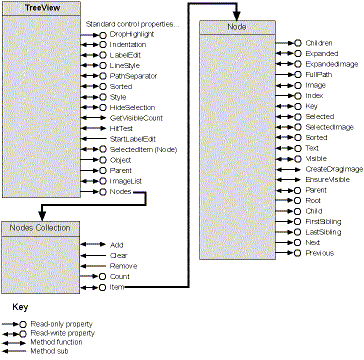 TreeView
Standard control properties...
DropHighlight
Indentation
LabelEdit
LineStyle
PathSeparator
Sorted
Style
HideSelection
GetVisibleCount
HitTest
StartLabelEdit
SelectedItem (Node)
Object
Parent
ImageList
Nodes
Nodes Collection
Add
Clear
Remove
Count
Item
Node
Children
Expanded
ExpandedImage
FullPath
Image
Index
Key
Selected
SelectedImage
Sorted
Text
Visible
CreateDragImage
EnsureVisible
Parent
Root
Child
FirstSibling
LastSibling
Next
Previous
Key
Read-only property
Read-write property
Method function
Method sub